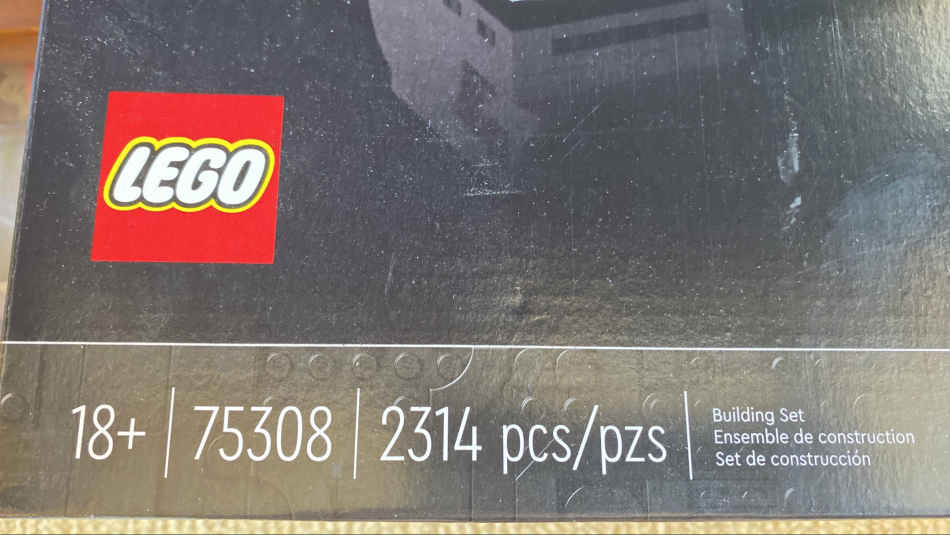 LEGO
18+ | 75308 | 2314 pcs/pzs
Building Set
Ensemble de construction
Set de construcción